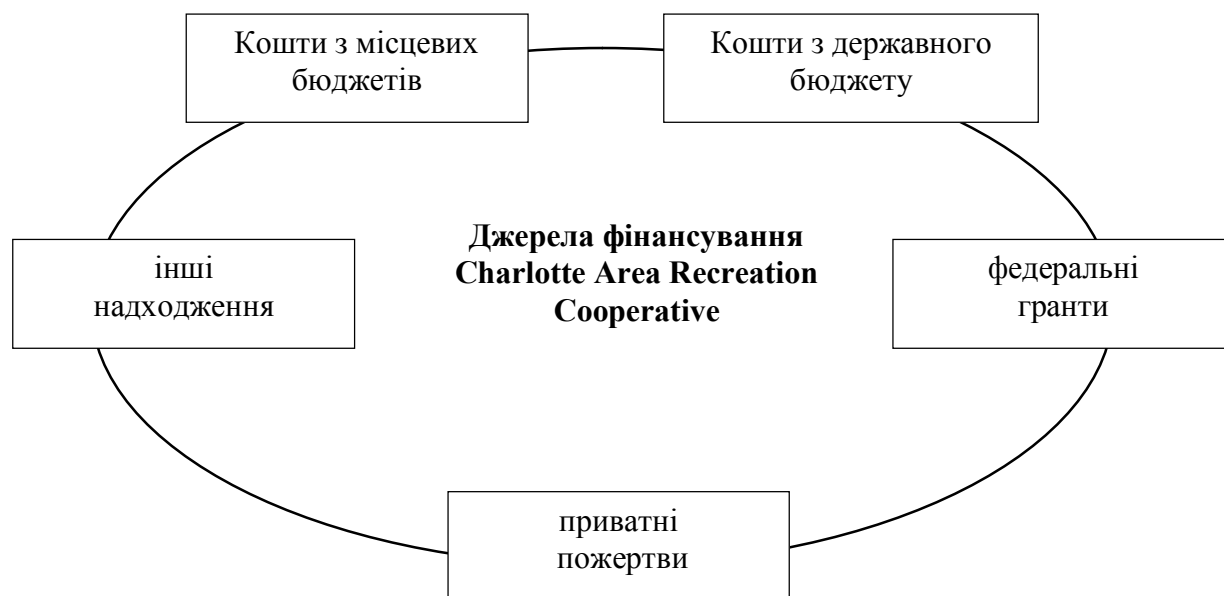 Кошти з місцевих
бюджетів
Кошти з державного
бюджету
Джерела фінансування
Charlotte Area Recreation
Cooperative
інші
надходження
федеральні
гранти
приватні
пожертви